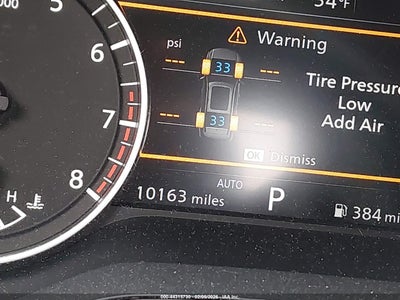 000
34°F
6
7
8
H
psi
Warning
---
33
---
Tire Pressure
Low
Add Air
---
33
---
OK Dismiss
AUTO
10163 miles
P
384 mi